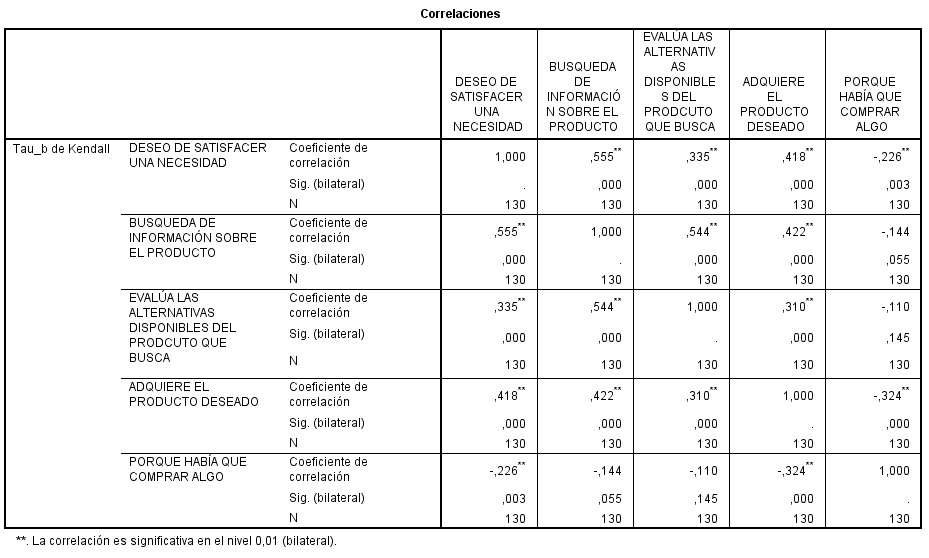 Correlaciones
DESEO DE
SATISFACER
UNA
NECESIDAD
BUSQUEDA
DE
INFORMACIÓ
N SOBRE EL
PRODUCTO
EVALÚA LAS
ALTERNATIV
AS
DISPONIBLE
S DEL
PRODCUTO
QUE BUSCA
ADQUIERE
EL
PRODUCTO
DESEADO
PORQUE
HABÍA QUE
COMPRAR
ALGO
Tau_b de Kendall
DESEO DE SATISFACER
UNA NECESIDAD
Coeficiente de
correlación
1,000 ,555** ,335** ,418** -,226**
Sig. (bilateral) . ,000 ,000 ,000 ,003
N 130 130 130 130 130
BUSQUEDA DE
INFORMACIÓN SOBRE
EL PRODUCTO
Coeficiente de
correlación
,555** 1,000 ,544** ,422** -,144
Sig. (bilateral) ,000 . ,000 ,000 ,055
N 130 130 130 130 130
EVALÚA LAS
ALTERNATIVAS
DISPONIBLES DEL
PRODCUTO QUE
BUSCA
Coeficiente de
correlación
,335** ,544** 1,000 ,310** -,110
Sig. (bilateral) ,000 ,000 . ,000 ,145
N 130 130 130 130 130
ADQUIERE EL
PRODUCTO DESEADO
Coeficiente de
correlación
,418** ,422** ,310** 1,000 -,324**
Sig. (bilateral) ,000 ,000 ,000 . ,000
N 130 130 130 130 130
PORQUE HABÍA QUE
COMPRAR ALGO
Coeficiente de
correlación
-,226** -,144 -,110 -,324** 1,000
Sig. (bilateral) ,003 ,055 ,145 ,000 .
N 130 130 130 130 130
**. La correlación es significativa en el nivel 0,01 (bilateral).